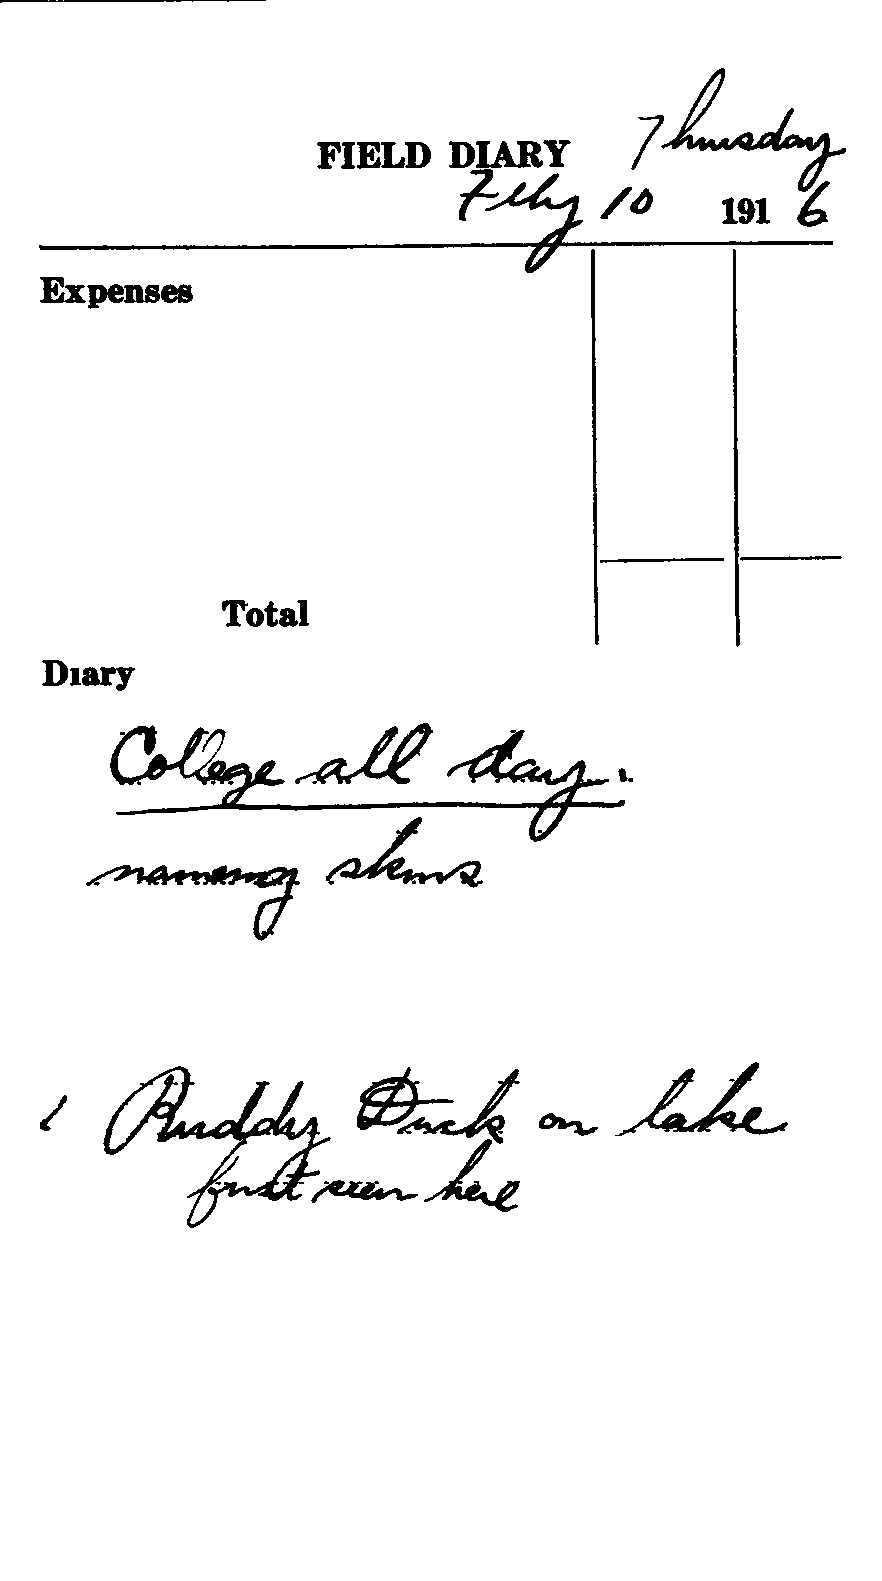 FIELD DIARY Thursday
Feby 10 1916
Expenses
Total
Diary
College all day.
naming skins
1 Ruddy Duck on lake
first seen here